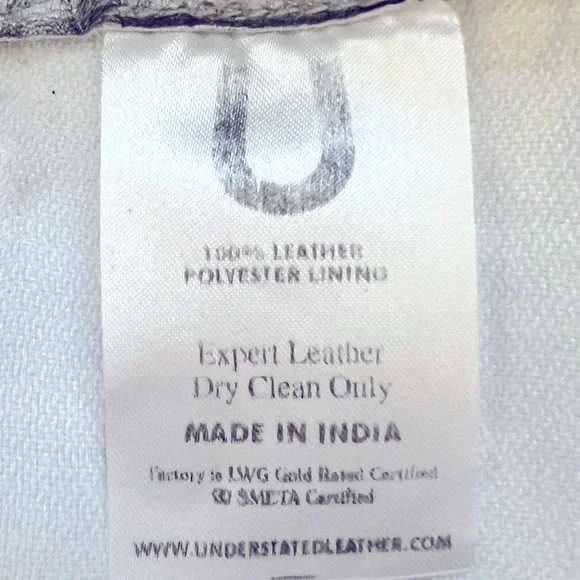 U
100% LEATHER
POLYESTER LINING
Expert Leather
Dry Clean Only
MADE IN INDIA
Factory is LWG Gold Rated Certified
SMETA Certified
WWW.UNDERSTATEDLEATHER.COM